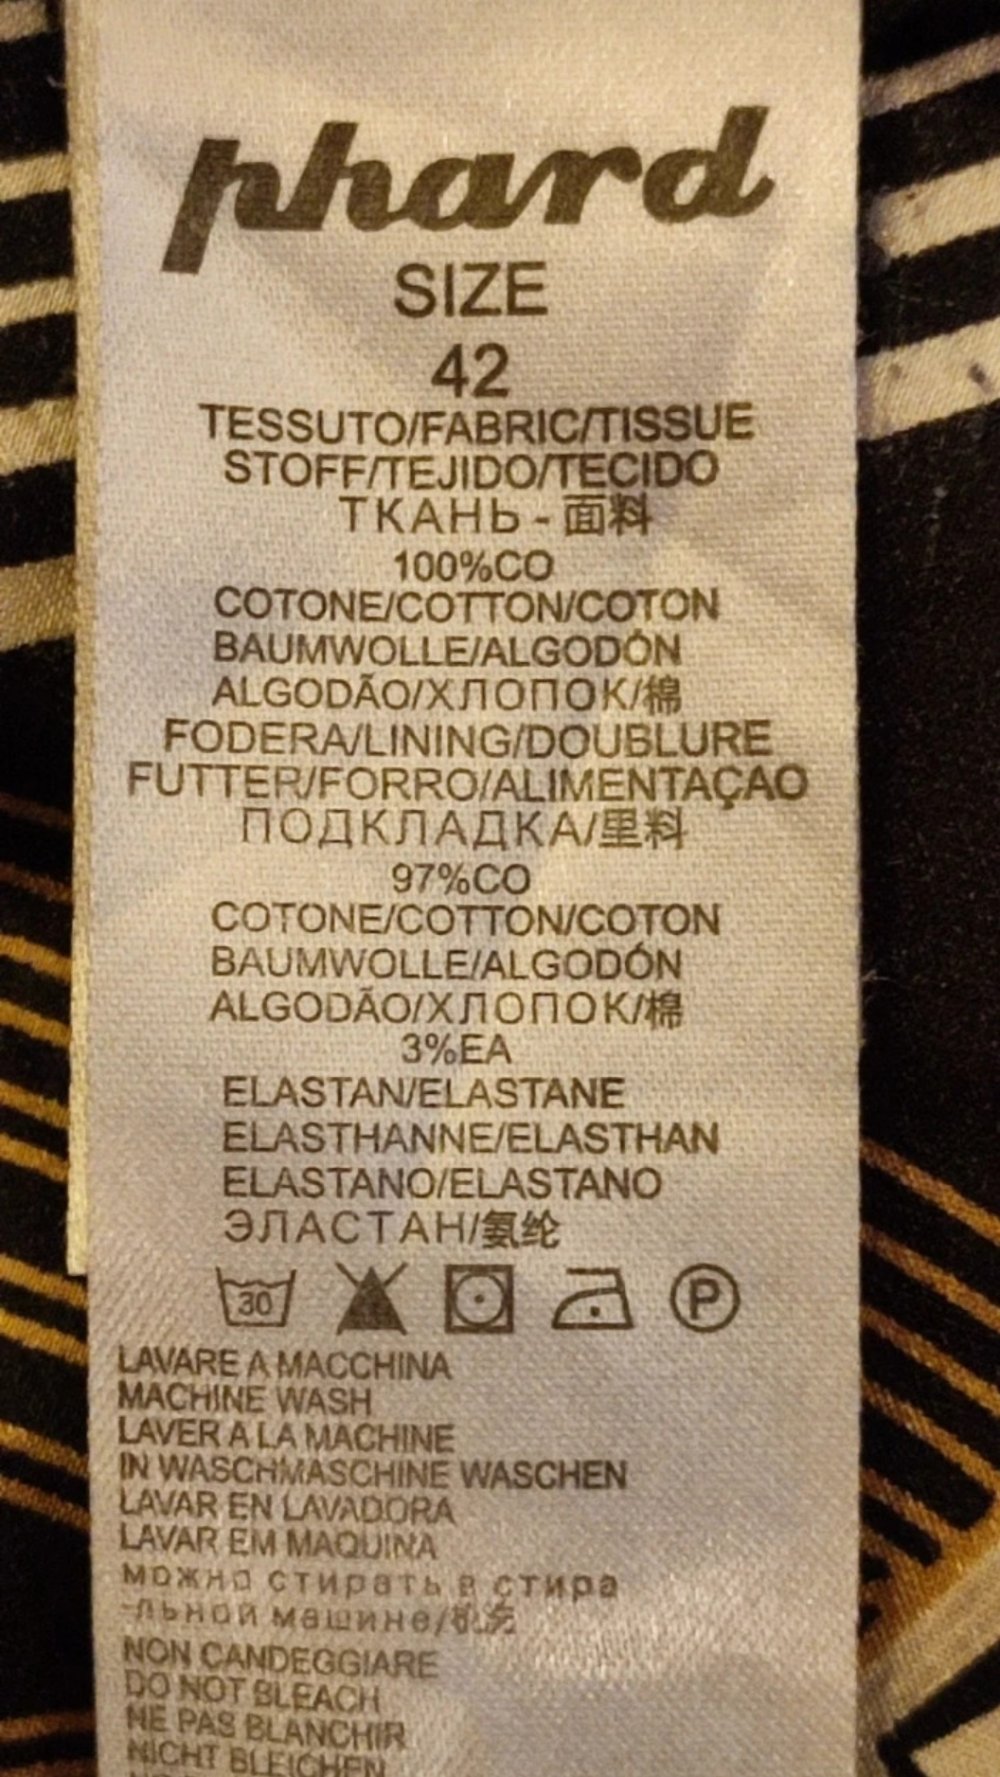 phard
SIZE
42
TESSUTO/FABRIC/TISSUE
STOFF/TEJIDO/TECIDO
ТКАНЬ - 面料
100%CO
COTONE/COTTON/COTON
BAUMWOLLE/ALGODÓN
ALGODÃO/ХЛОПОК/棉
FODERA/LINING/DOUBLURE
FUTTER/FORRO/ALIMENTAÇAO
ПОДКЛАДКА/里料
97%CO
COTONE/COTTON/COTON
BAUMWOLLE/ALGODÓN
ALGODÃO/ХЛОПОК/棉
3%EA
ELASTAN/ELASTANE
ELASTHANNE/ELASTHAN
ELASTANO/ELASTANO
ЭЛАСТАН/氨纶
30 P
LAVARE A MACCHINA
MACHINE WASH
LAVER A LA MACHINE
IN WASCHMASCHINE WASCHEN
LAVAR EN LAVADORA
LAVAR EM MAQUINA
можно стирать в стира
-льной машине/机洗
NON CANDEGGIARE
DO NOT BLEACH
NE PAS BLANCHIR
NICHT BLEICHEN